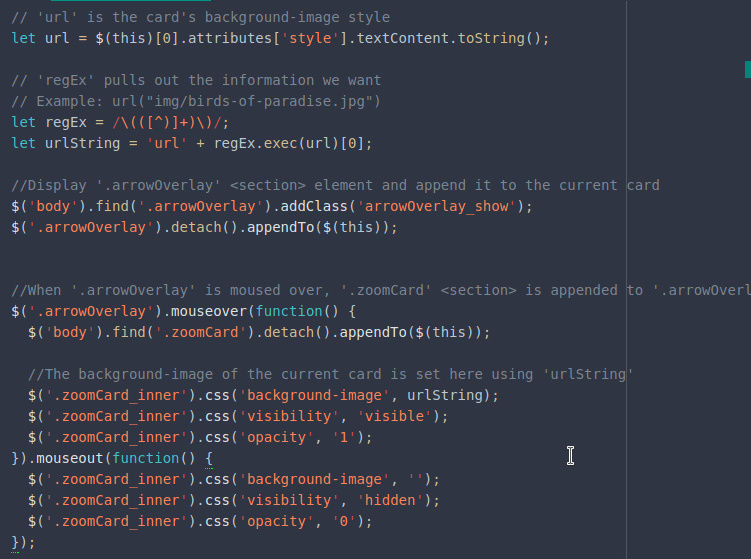 // 'url' is the card's background-image style
let url = $(this)[0].attributes['style'].textContent.toString();
// 'regEx' pulls out the information we want
// Example: url("img/birds-of-paradise.jpg")
let regEx = /\(([^)]+)\)/;
let urlString = 'url' + regEx.exec(url)[0];
//Display '.arrowOverlay' <section> element and append it to the current card
$('body').find('.arrowOverlay').addClass('arrowOverlay_show');
$('.arrowOverlay').detach().appendTo($(this));
//When '.arrowOverlay' is moused over, '.zoomCard' <section> is appended to '.arrowOverl
$('.arrowOverlay').mouseover(function() {
  $('body').find('.zoomCard').detach().appendTo($(this));
  //The background-image of the current card is set here using 'urlString'
  $('.zoomCard_inner').css('background-image', urlString);
  $('.zoomCard_inner').css('visibility', 'visible');
  $('.zoomCard_inner').css('opacity', '1');
}).mouseout(function() {
  $('.zoomCard_inner').css('background-image', '');
  $('.zoomCard_inner').css('visibility', 'hidden');
  $('.zoomCard_inner').css('opacity', '0');
});